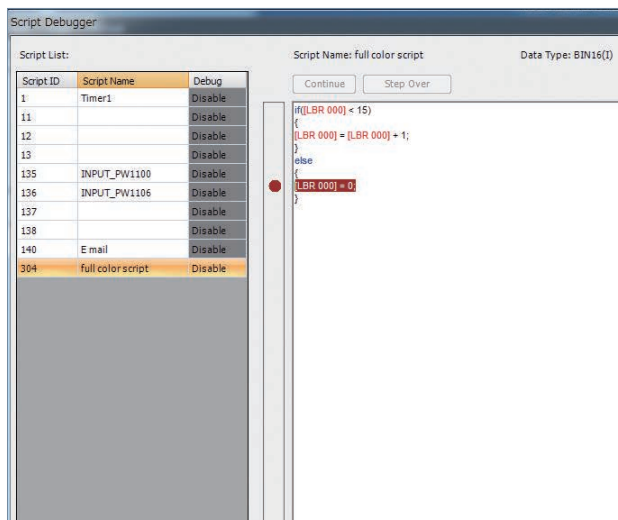 Script Debugger
Script List:
Script Name: full color script
Data Type: BIN16(I)
Continue
Step Over
Script ID Script Name Debug
1 Timer1 Disable
11 Disable
12 Disable
13 Disable
135 INPUT_PW1100 Disable
136 INPUT_PW1106 Disable
137 Disable
138 Disable
140 E mail Disable
304 full color script Disable
if([LBR 000] < 15)
{
[LBR 000] = [LBR 000] + 1;
}
else
{
[LBR 000] = 0;
}